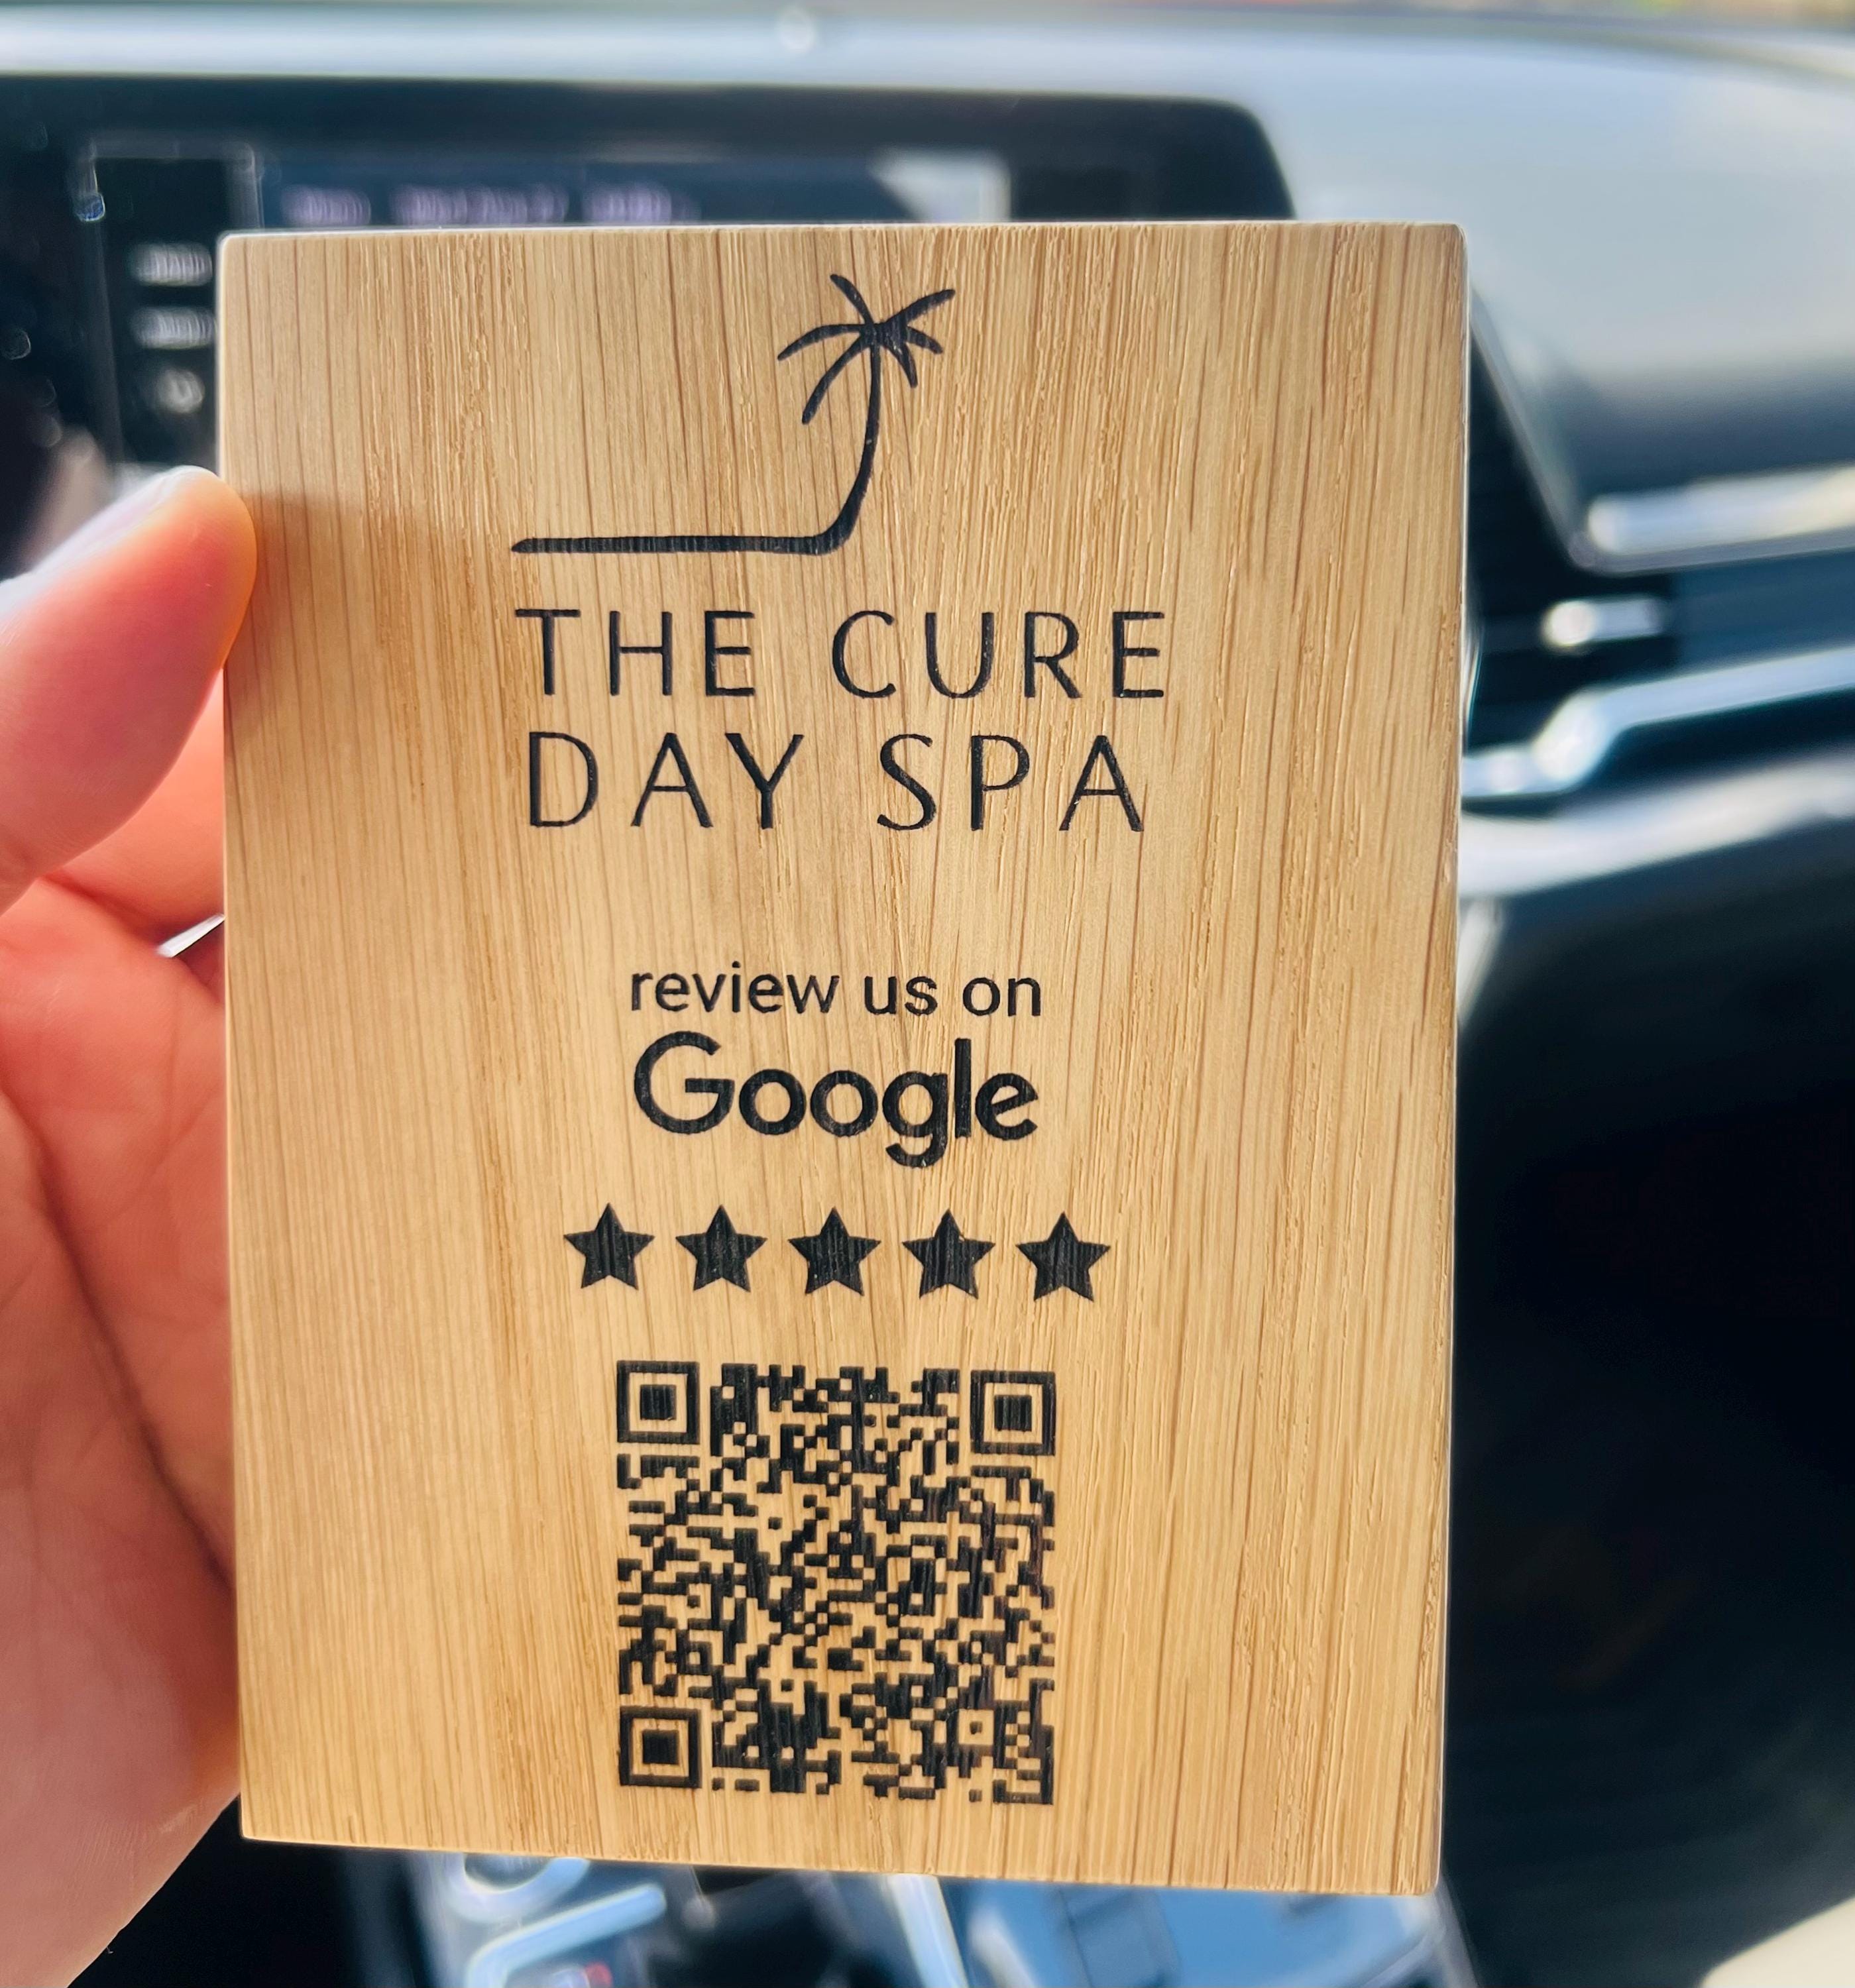 THE CURE
DAY SPA
review us on
Google